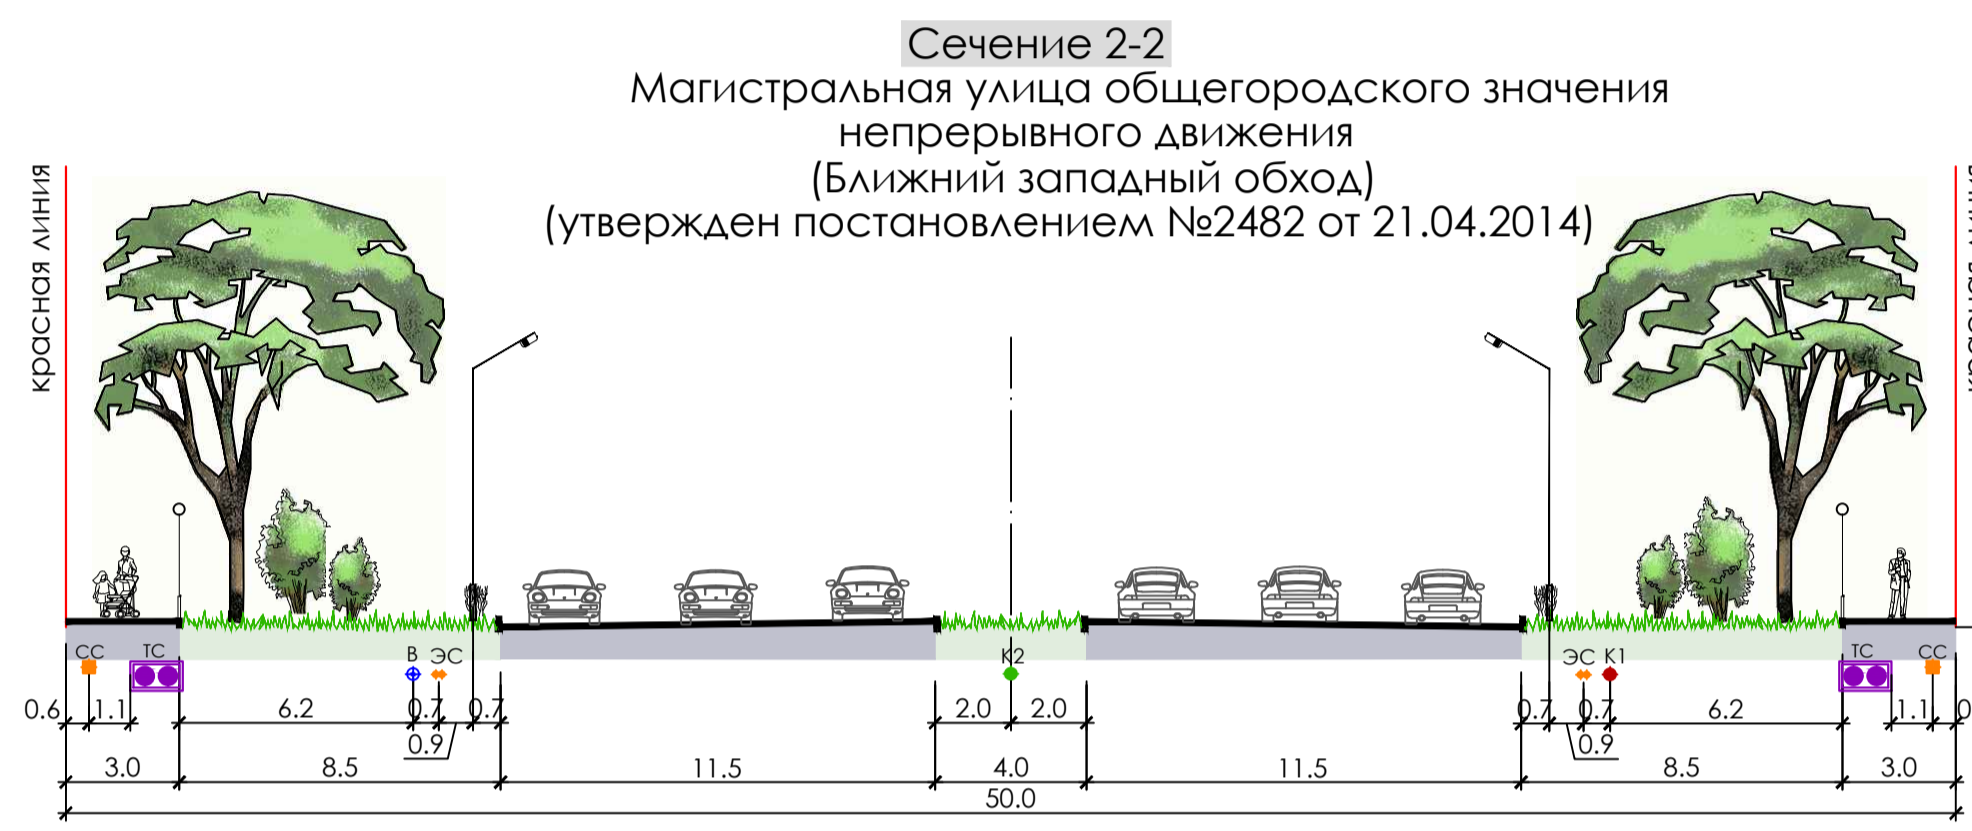 Сечение 2-2
Магистральная улица общегородского значения
непрерывного движения
(Ближний западный обход)
(утвержден постановлением №2482 от 21.04.2014)
красная линия
СС ТС В ЭС К2 ЭС К1 ТС СС
0.6 1.1 6.2 0.7 0.7 2.0 2.0 0.7 0.7 6.2 1.1
0.9 0.9
3.0 8.5 11.5 4.0 11.5 8.5 3.0
50.0